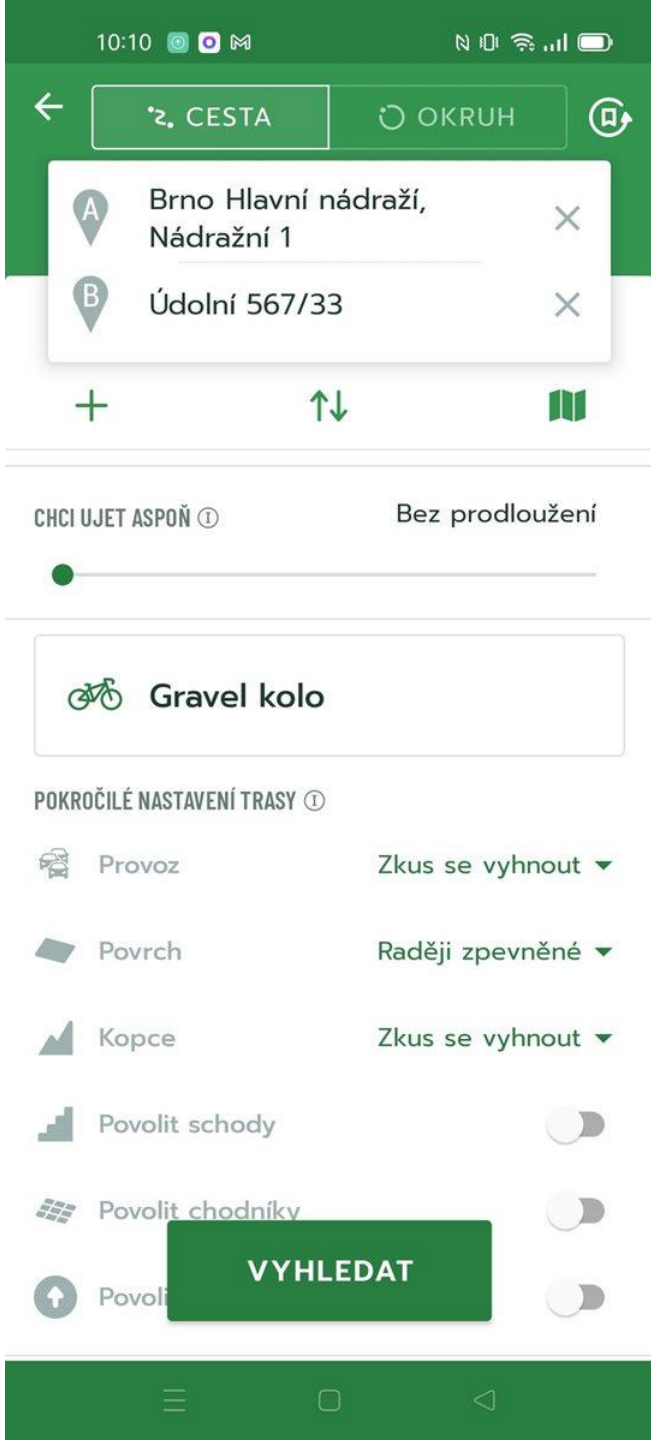 10:10
CESTA
OKRUH
A
Brno Hlavní nádraží,
Nádražní 1
B
Údolní 567/33
CHCI UJET ASPOŇ
Bez prodloužení
Gravel kolo
POKROČILÉ NASTAVENÍ TRASY
Provoz
Zkus se vyhnout
Povrch
Raději zpevněné
Kopce
Zkus se vyhnout
Povolit schody
Povolit chodníky
VYHLEDAT